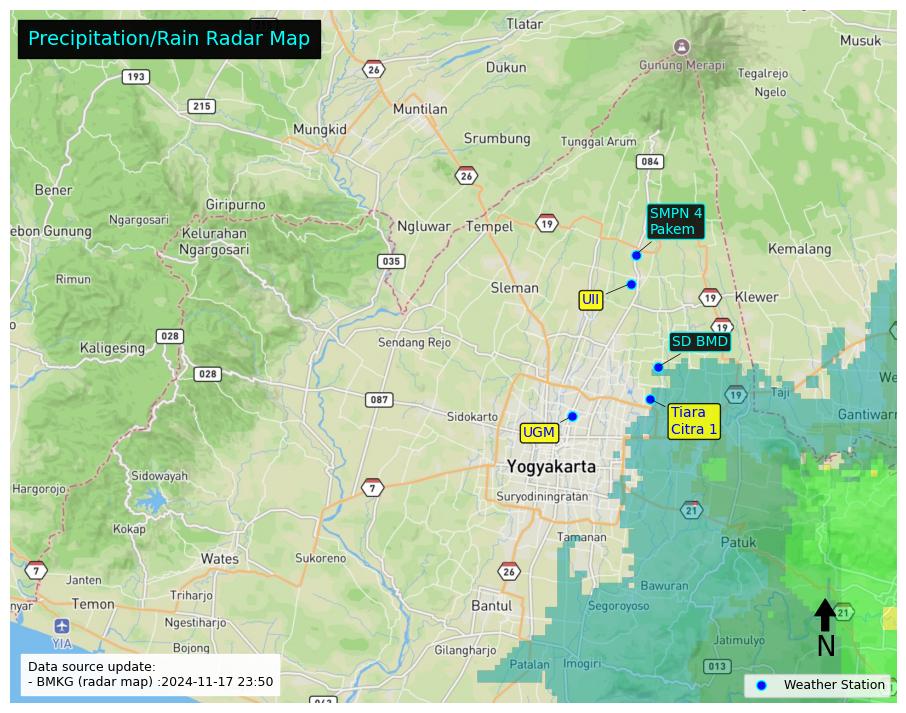 Precipitation/Rain Radar Map
Tlatar
Musuk
26
Gunung Merapi
193
Dukun
Tegalrejo
Ngelo
215
Muntilan
Mungkid
Srumbung
Tunggal Arum
084
26
Bener
Giripurno
SMPN 4
Pakem
Ngargosari
ebon Gunung
Kelurahan
Ngargosari
Ngluwar
Tempel
19
Kemalang
035
Rimun
Sleman
UII
19
Klewer
19
028
Kaligesing
Sendang Rejo
SD BMD
028
We
087
19
Taji
Sidokarto
Tiara
Citra 1
Gantiwarn
UGM
Yogyakarta
Sidowayah
Hargorojo
7
Suryodiningratan
21
Kokap
Tamanan
Patuk
Wates
Sukoreno
7
26
Janten
Bawuran
Triharjo
nyar
Temon
Bantul
Segoroyoso
21
Ngestiharjo
YIA
Jatimulyo
N
Bojong
Gilangharjo
Patalan
Imogiri
013
Data source update:
- BMKG (radar map) :2024-11-17 23:50
Weather Station